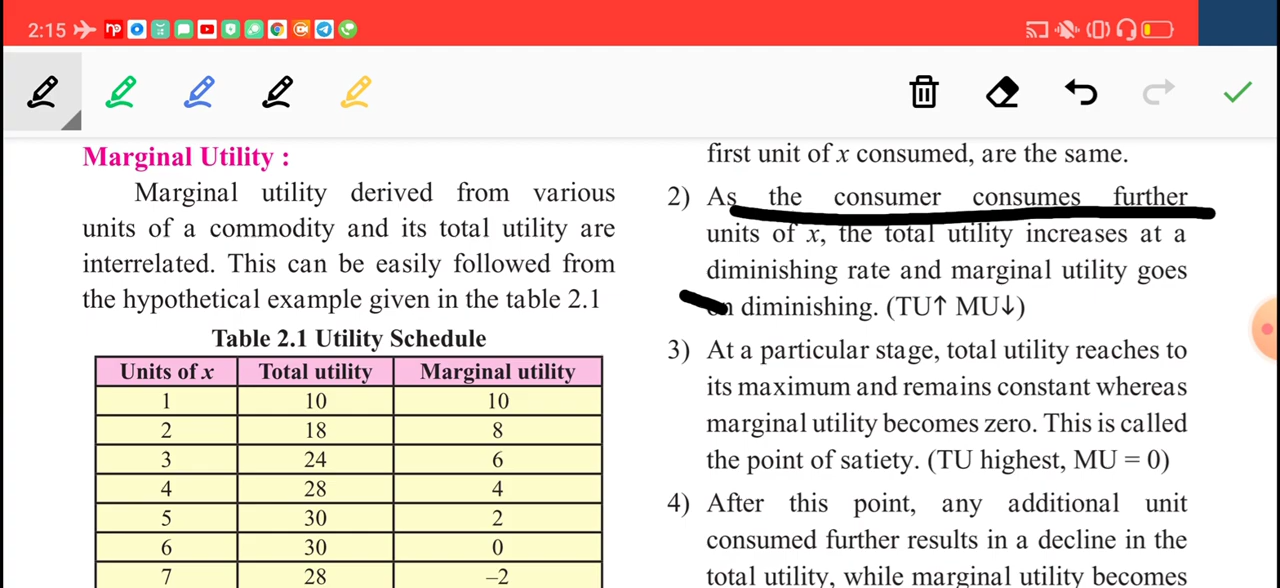 2:15
Marginal Utility :
Marginal utility derived from various
units of a commodity and its total utility are
interrelated. This can be easily followed from
the hypothetical example given in the table 2.1
Table 2.1 Utility Schedule
Units of x Total utility Marginal utility
1 10 10
2 18 8
3 24 6
4 28 4
5 30 2
6 30 0
7 28 –2
first unit of x consumed, are the same.
2) As the consumer consumes further
units of x, the total utility increases at a
diminishing rate and marginal utility goes
on diminishing. (TU↑ MU↓)
3) At a particular stage, total utility reaches to
its maximum and remains constant whereas
marginal utility becomes zero. This is called
the point of satiety. (TU highest, MU = 0)
4) After this point, any additional unit
consumed further results in a decline in the
total utility, while marginal utility becomes